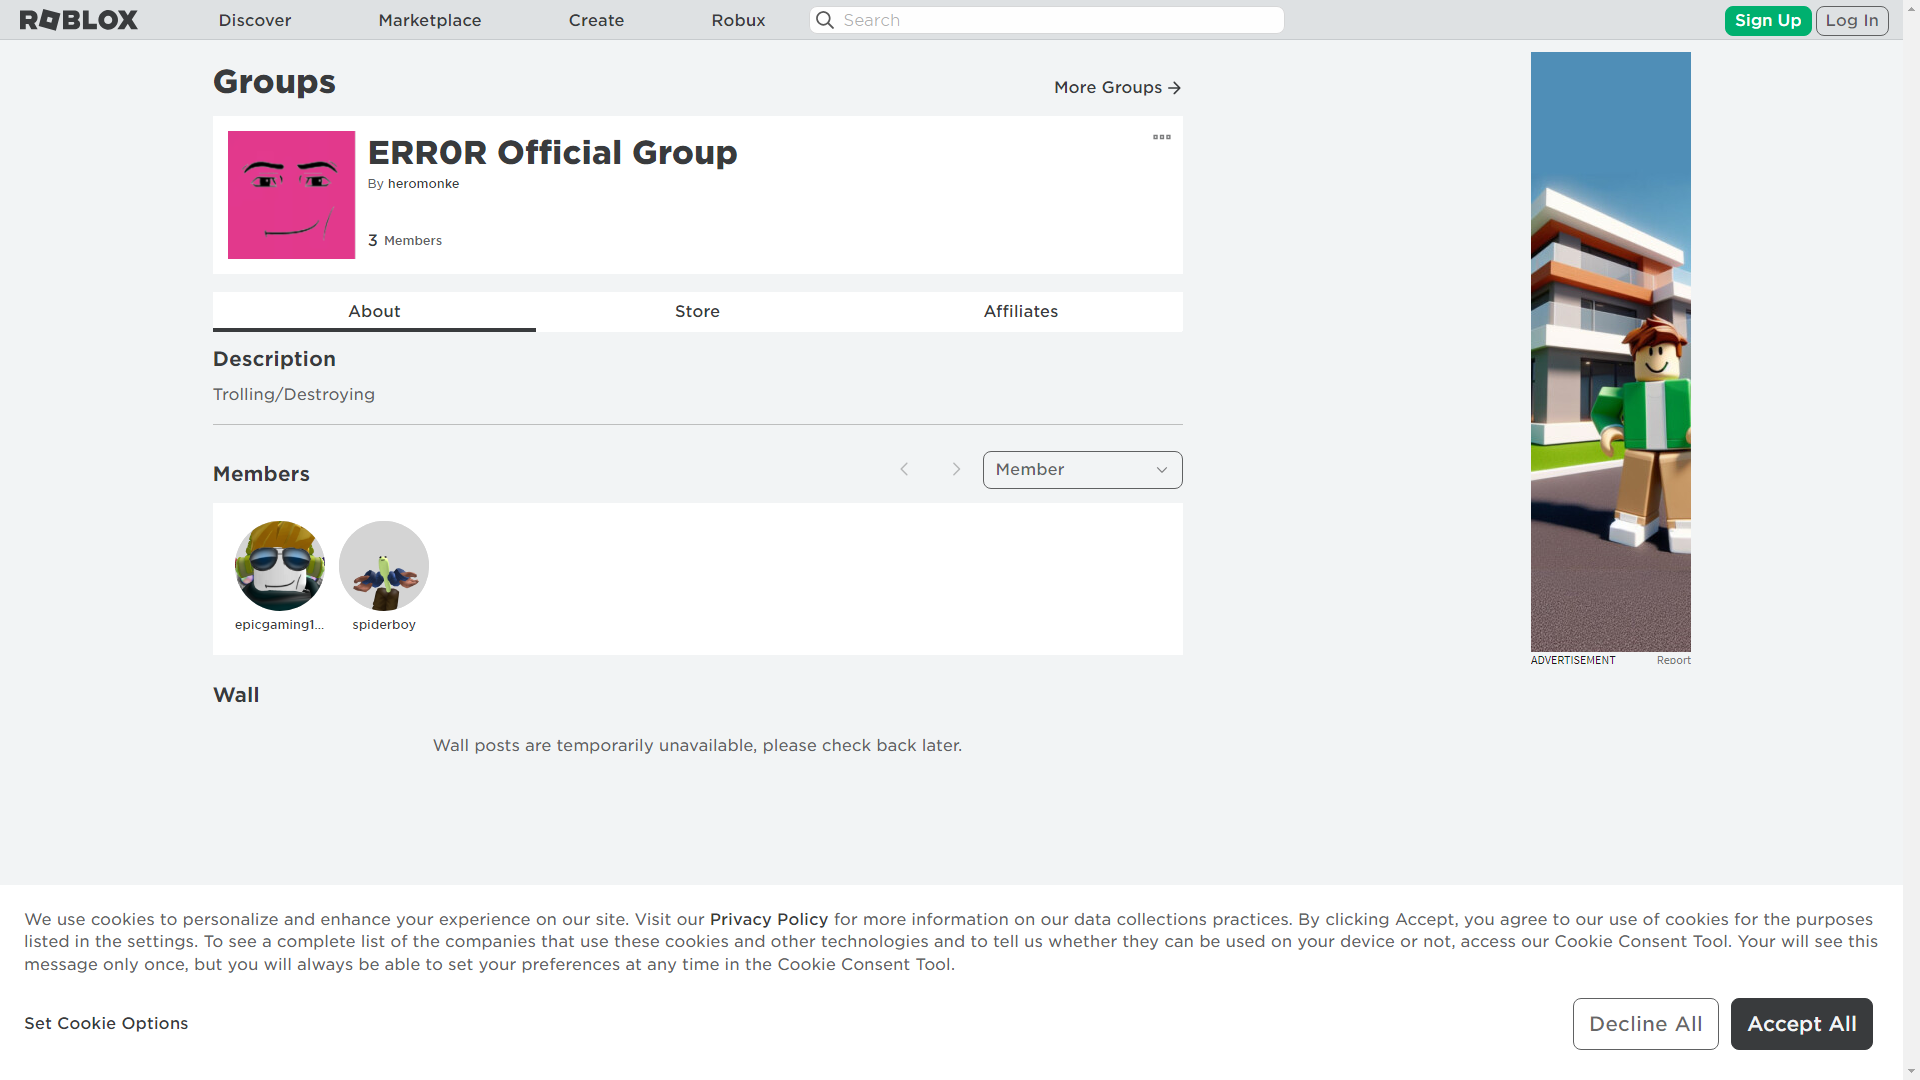 ROBLOX
Discover
Marketplace
Create
Robux
Search
Sign Up
Log In
Groups
More Groups
ERR0R Official Group
By heromonke
3 Members
About
Store
Affiliates
Description
Trolling/Destroying
Members
Member
epicgaming1...
spiderboy
ADVERTISEMENT
Report
Wall
Wall posts are temporarily unavailable, please check back later.
We use cookies to personalize and enhance your experience on our site. Visit our Privacy Policy for more information on our data collections practices. By clicking Accept, you agree to our use of cookies for the purposes
listed in the settings. To see a complete list of the companies that use these cookies and other technologies and to tell us whether they can be used on your device or not, access our Cookie Consent Tool. Your will see this
message only once, but you will always be able to set your preferences at any time in the Cookie Consent Tool.
Set Cookie Options
Decline All
Accept All